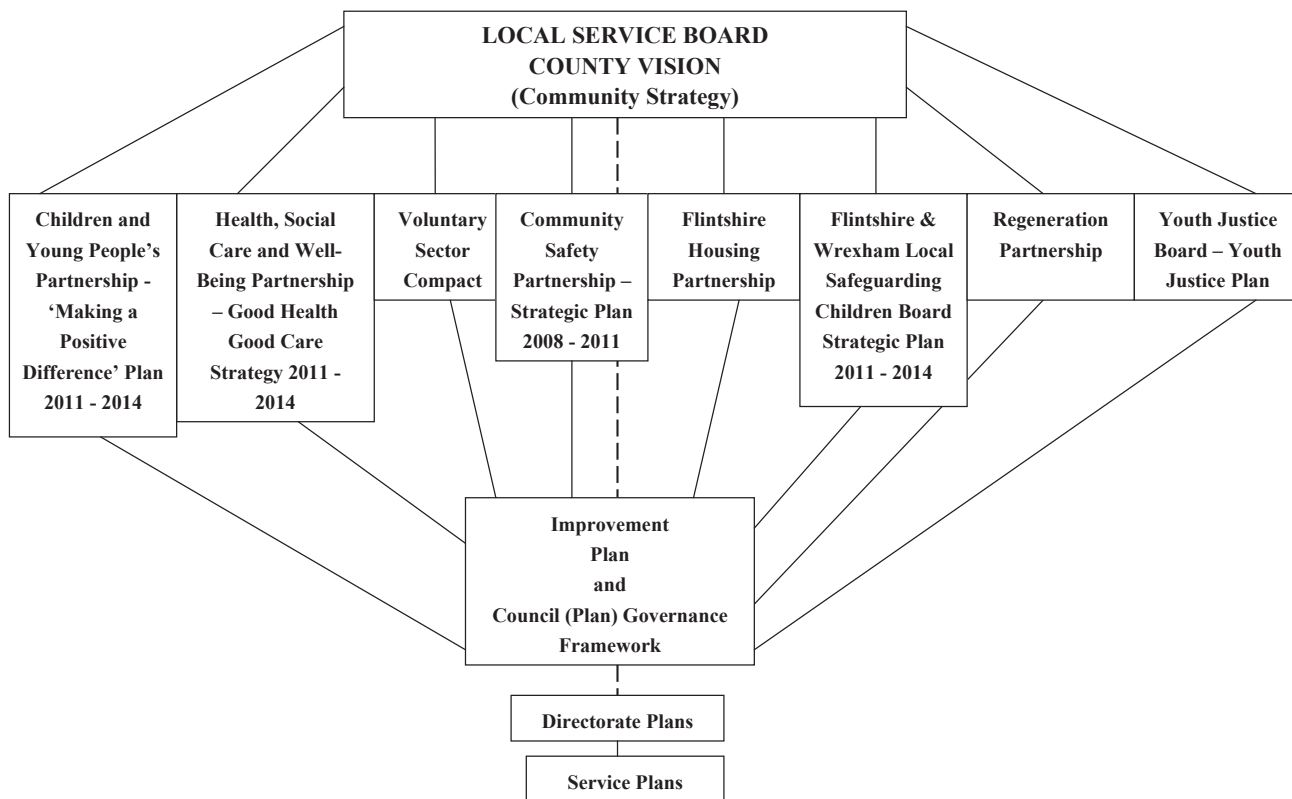 LOCAL SERVICE BOARD
COUNTY VISION
(Community Strategy)
Children and
Young People's
Partnership -
‘Making a
Positive
Difference’ Plan
2011 - 2014
Health, Social
Care and Well-
Being Partnership
– Good Health
Good Care
Strategy 2011 -
2014
Voluntary
Sector
Compact
Community
Safety
Partnership –
Strategic Plan
2008 - 2011
Flintshire
Housing
Partnership
Flintshire &
Wrexham Local
Safeguarding
Children Board
Strategic Plan
2011 - 2014
Regeneration
Partnership
Youth Justice
Board – Youth
Justice Plan
Improvement
Plan
and
Council (Plan) Governance
Framework
Directorate Plans
Service Plans